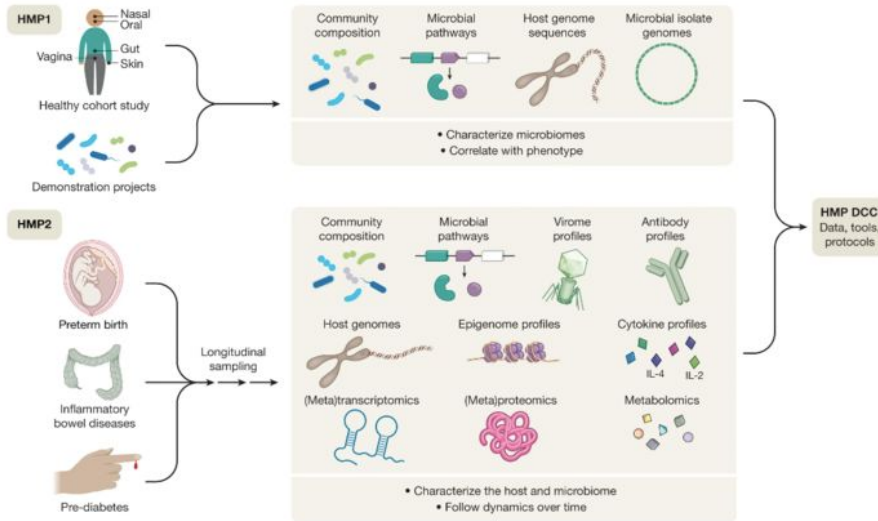 HMP1
Nasal
Oral
Vagina
Gut
Skin
Healthy cohort study
Demonstration projects
Community
composition
Microbial
pathways
Host genome
sequences
Microbial isolate
genomes
• Characterize microbiomes
• Correlate with phenotype
HMP2
Preterm birth
Inflammatory
bowel diseases
Pre-diabetes
Longitudinal
sampling
Community
composition
Microbial
pathways
Virome
profiles
Antibody
profiles
Host genomes
Epigenome profiles
Cytokine profiles
IL-4
IL-2
(Meta)transcriptomics
(Meta)proteomics
Metabolomics
• Characterize the host and microbiome
• Follow dynamics over time
HMP DCC
Data, tools,
protocols